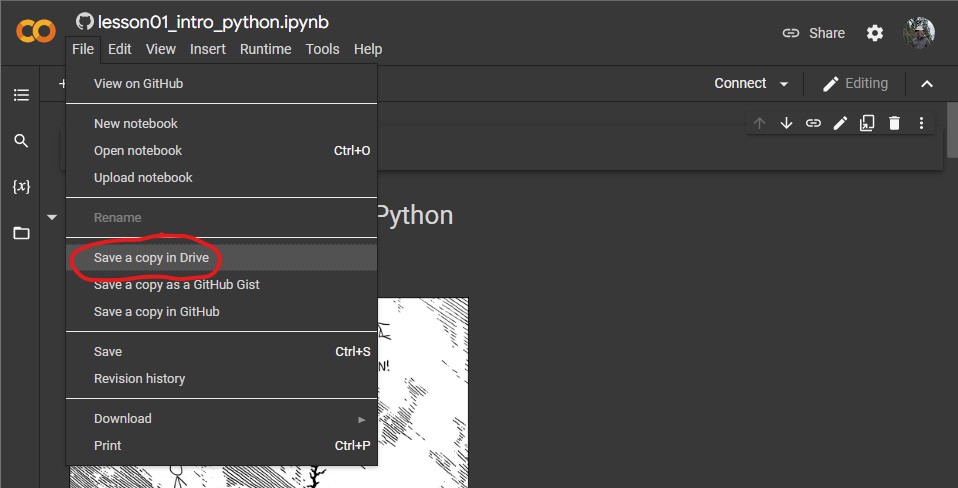 lesson01_intro_python.ipynb
File Edit View Insert Runtime Tools Help
Share
View on GitHub
Connect
Editing
New notebook
Open notebook Ctrl+O
Upload notebook
Rename
Python
Save a copy in Drive
Save a copy as a GitHub Gist
Save a copy in GitHub
Save Ctrl+S
N!
Revision history
Download
Print Ctrl+P